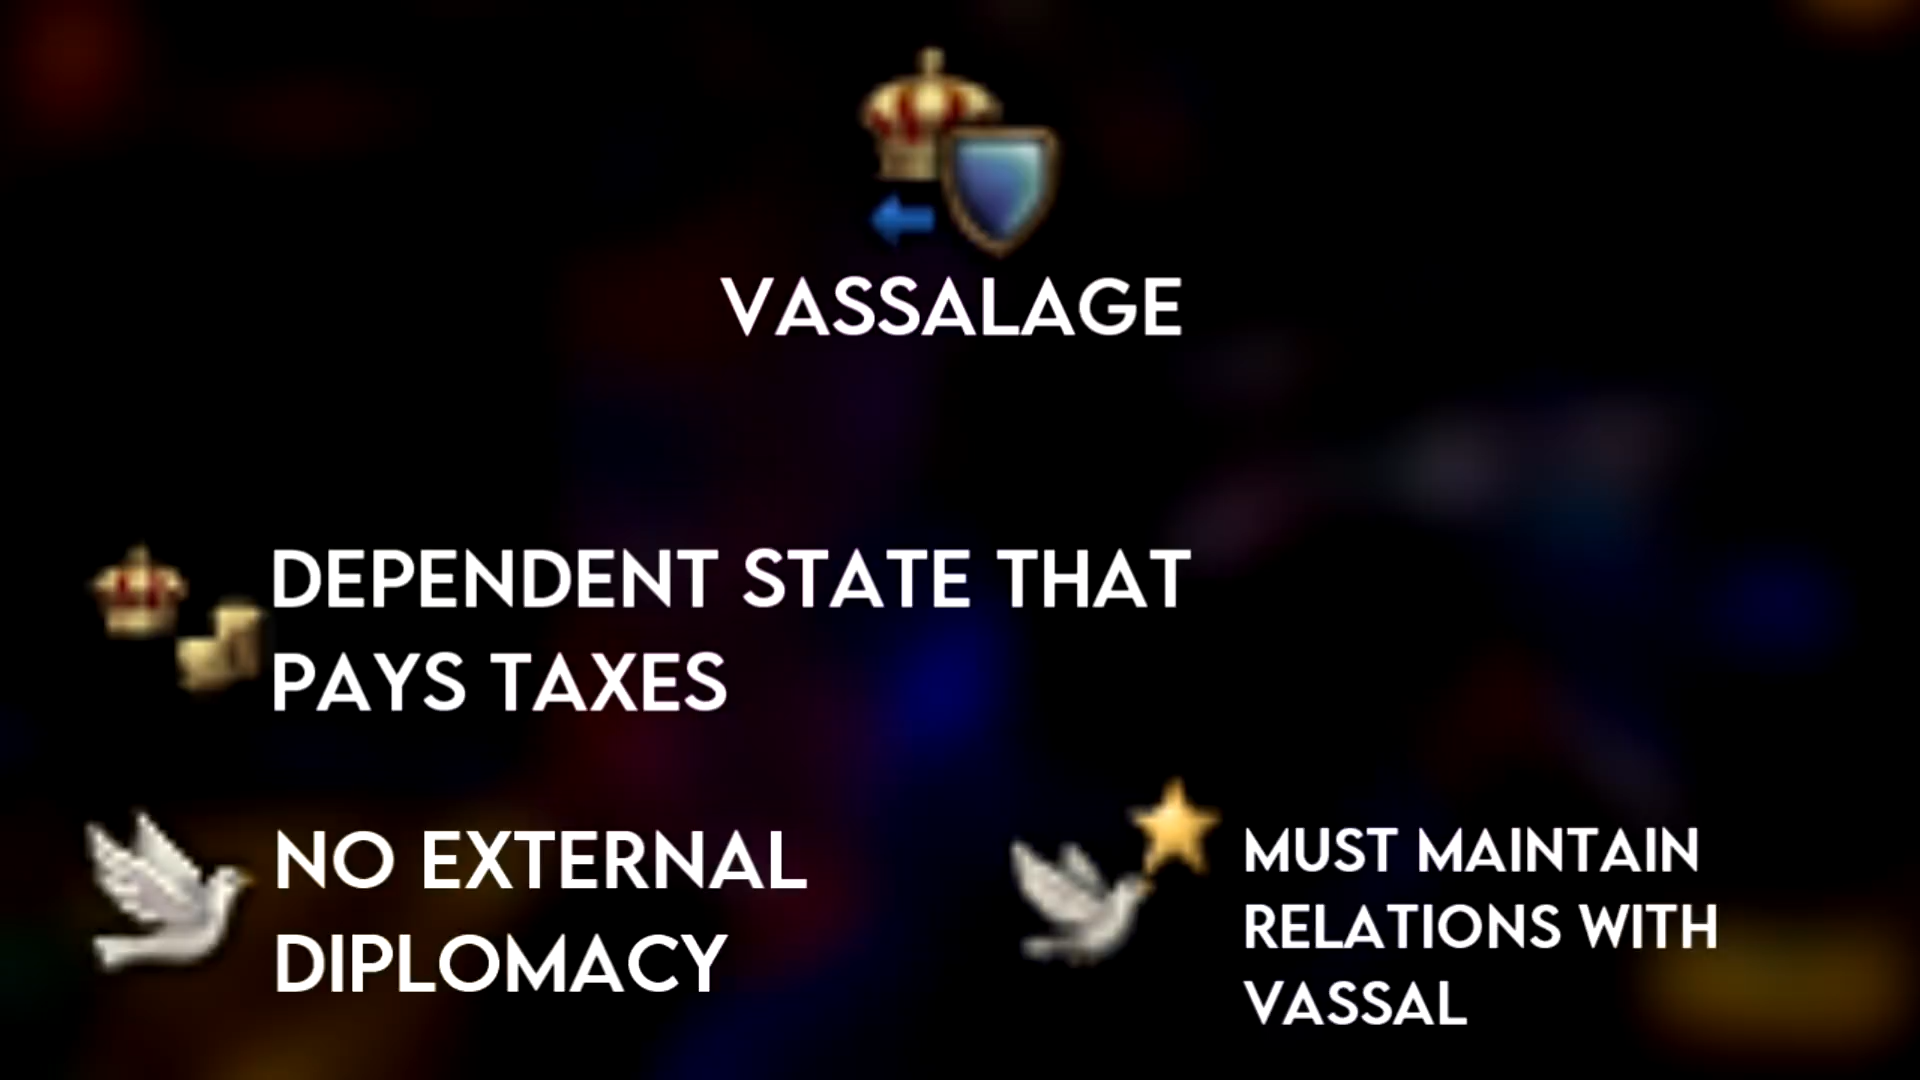 VASSALAGE
DEPENDENT STATE THAT
PAYS TAXES
NO EXTERNAL
DIPLOMACY
MUST MAINTAIN
RELATIONS WITH
VASSAL